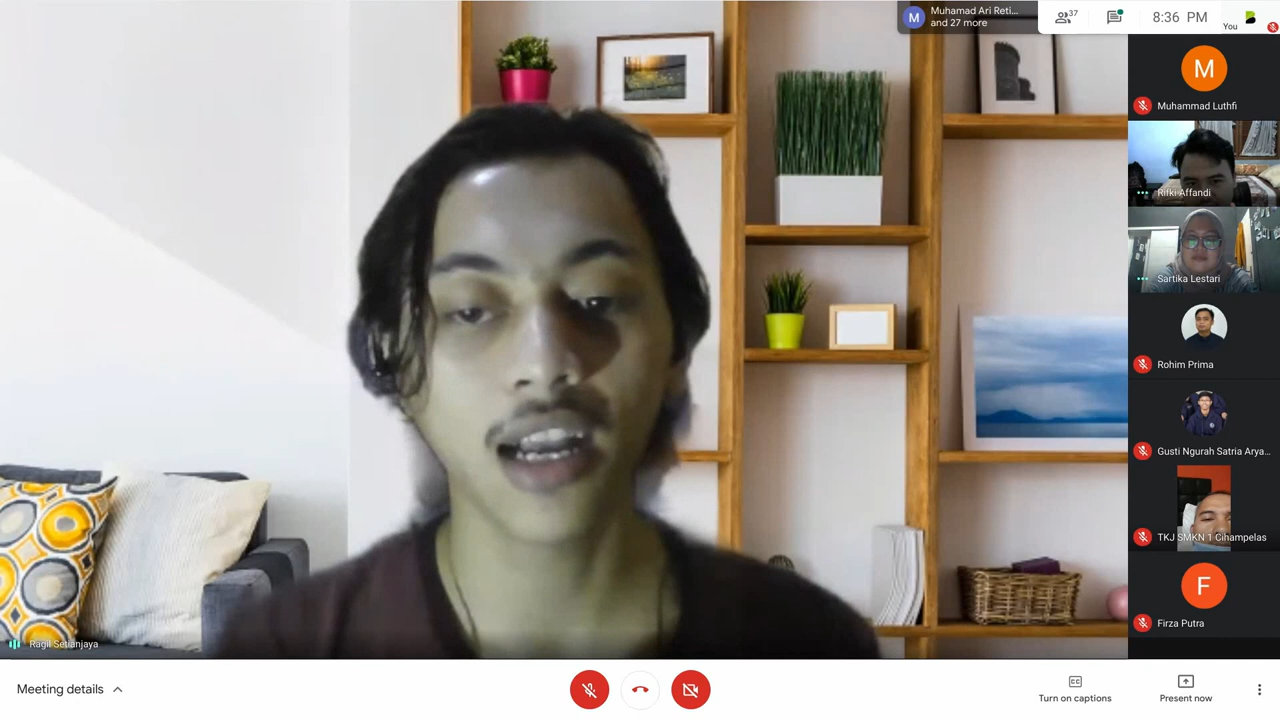 M
Muhamad Ari Reti...
and 27 more
37
8:36 PM
You
M
Muhammad Luthfi
Rifki Affandi
Sartika Lestari
Rohim Prima
Gusti Ngurah Satria Arya...
TKJ SMKN 1 Cihampelas
F
Firza Putra
Ragil Setianjaya
Meeting details
CC
Turn on captions
Present now